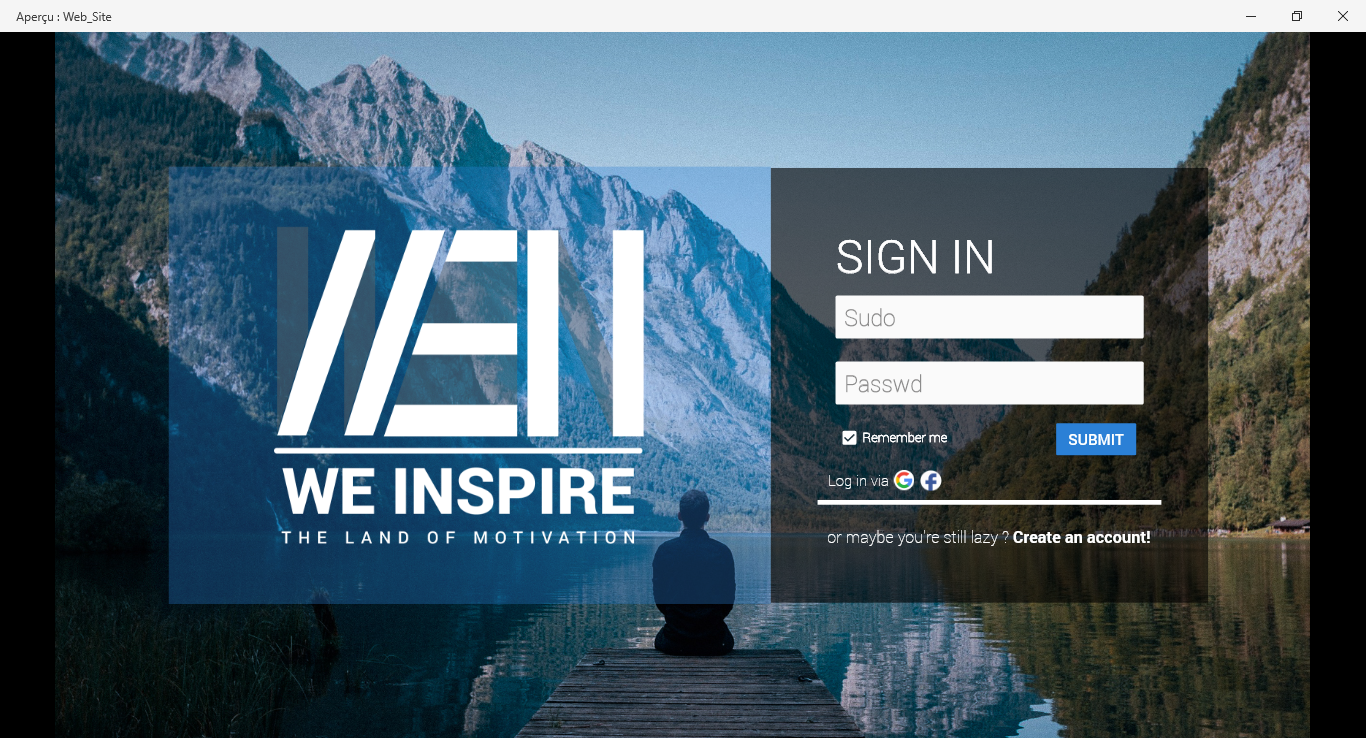 Aperçu : Web_Site
WE INSPIRE
THE LAND OF MOTIVATION
SIGN IN
Sudo
Passwd
Remember me
SUBMIT
Log in via
or maybe you're still lazy ? Create an account!